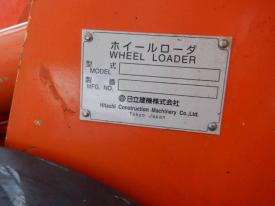 ホイールローダ
WHEEL LOADER
型式
MODEL
製番
MFG. NO.
日立建機株式会社
Hitachi Construction Machinery Co., Ltd.
Tokyo Japan